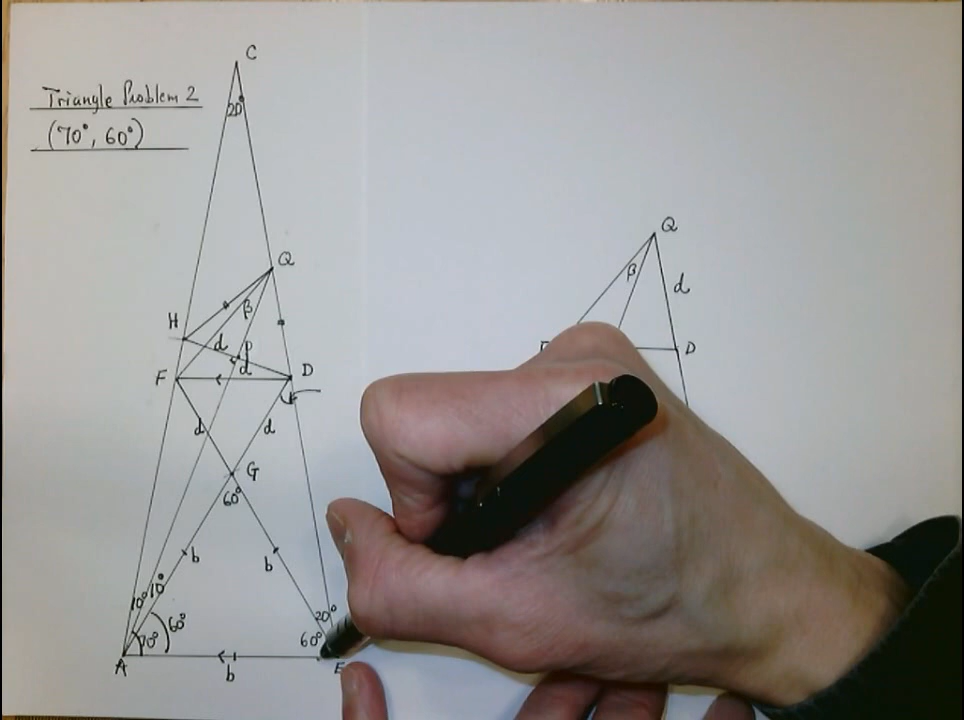 Triangle Problem 2
(70°, 60°)
C
20°
Q
β
H
d
P
d
F
D
d
d
G
60°
b
b
10°
10°
70°
60°
20°
60°
A
b
Q
β
d
D